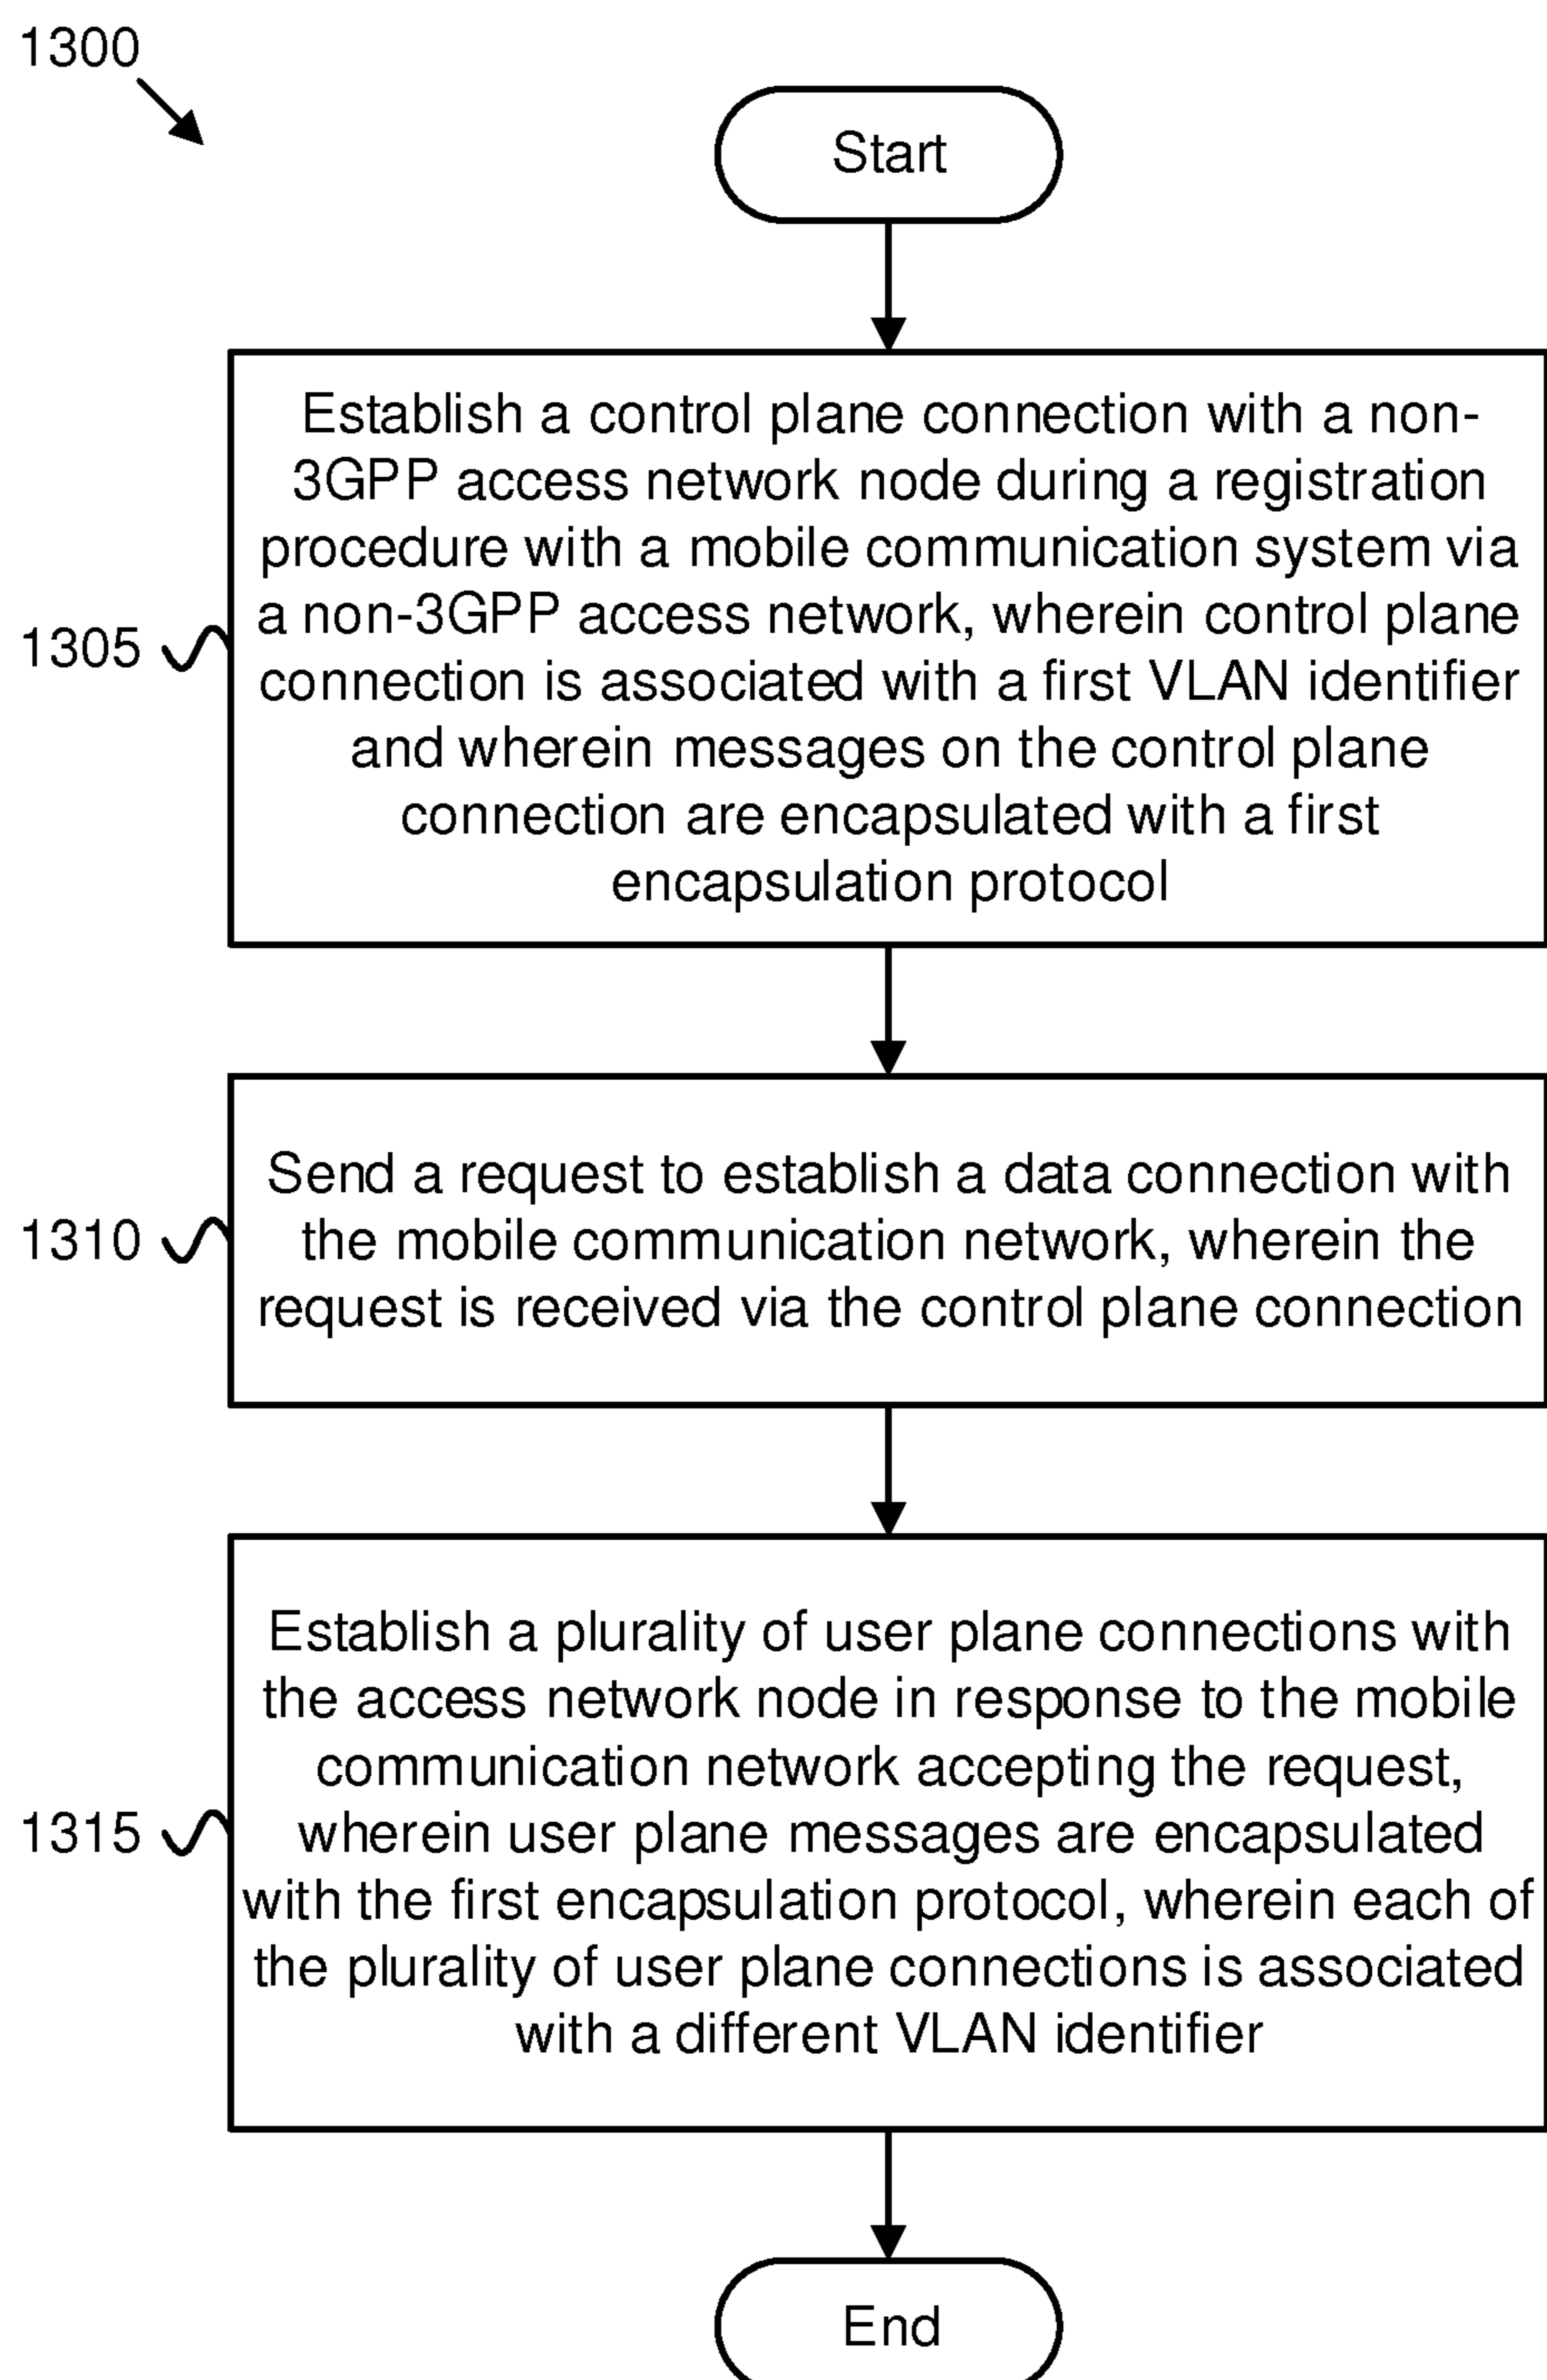 1300
Start
Establish a control plane connection with a non-
3GPP access network node during a registration
procedure with a mobile communication system via
a non-3GPP access network, wherein control plane
1305
connection is associated with a first VLAN identifier
and wherein messages on the control plane
connection are encapsulated with a first
encapsulation protocol
Send a request to establish a data connection with
1310
the mobile communication network, wherein the
request is received via the control plane connection
Establish a plurality of user plane connections with
the access network node in response to the mobile
communication network accepting the request,
1315
wherein user plane messages are encapsulated
with the first encapsulation protocol, wherein each of
the plurality of user plane connections is associated
with a different VLAN identifier
End